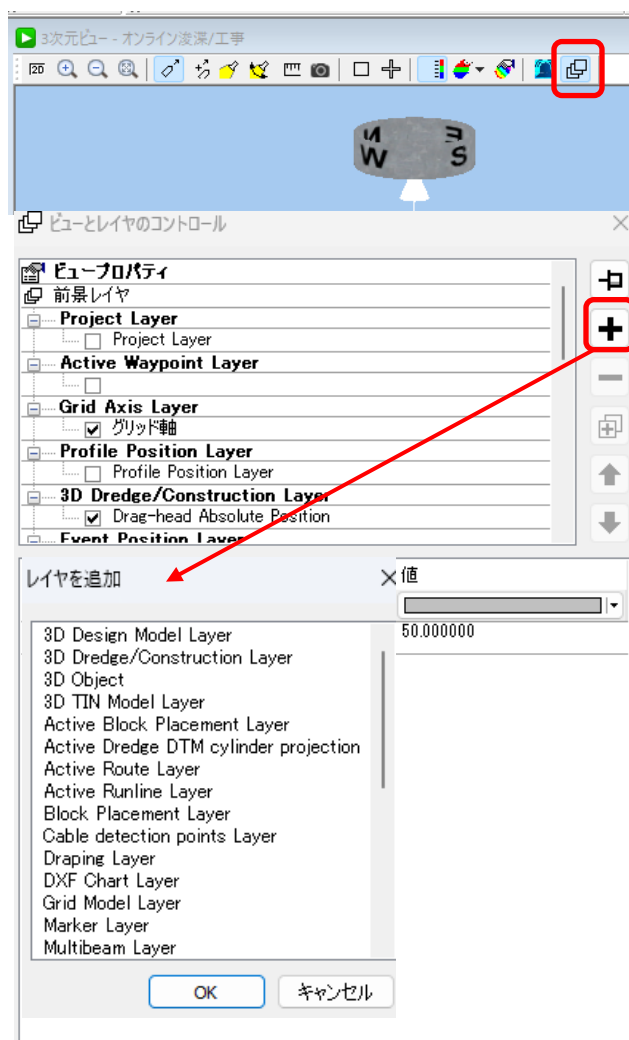 3次元ビュー - オンライン浚渫/工事
2D
N E
W S
ビューとレイヤのコントロール
ビュープロパティ
前景レイヤ
Project Layer
Project Layer
Active Waypoint Layer
Grid Axis Layer
グリッド軸
Profile Position Layer
Profile Position Layer
3D Dredge/Construction Layer
Drag-head Absolute Position
Event Position Layer
レイヤを追加
値
50.000000
3D Design Model Layer
3D Dredge/Construction Layer
3D Object
3D TIN Model Layer
Active Block Placement Layer
Active Dredge DTM cylinder projection
Active Route Layer
Active Runline Layer
Block Placement Layer
Cable detection points Layer
Draping Layer
DXF Chart Layer
Grid Model Layer
Marker Layer
Multibeam Layer
OK
キャンセル